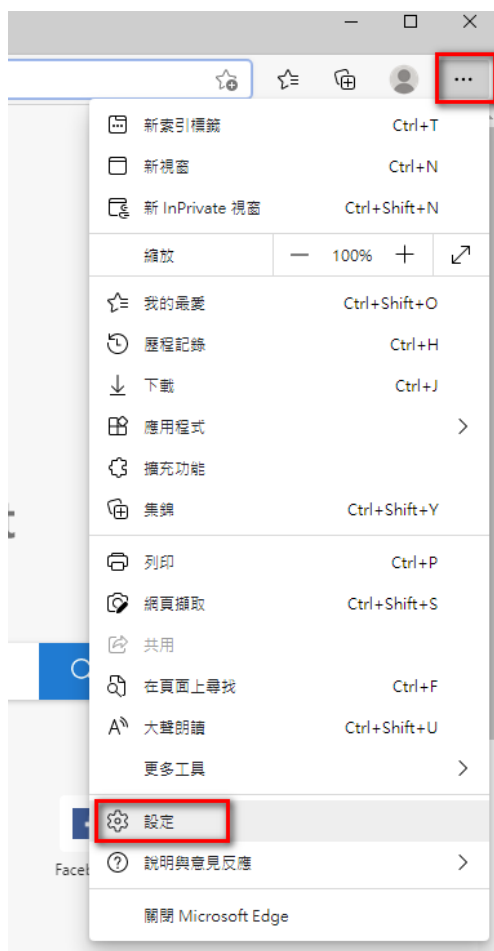 新索引標籤 Ctrl+T
新視窗 Ctrl+N
新 InPrivate 視窗 Ctrl+Shift+N
縮放 100%
我的最愛 Ctrl+Shift+O
歷程記錄 Ctrl+H
下載 Ctrl+J
應用程式
擴充功能
集錦 Ctrl+Shift+Y
列印 Ctrl+P
網頁擷取 Ctrl+Shift+S
共用
在頁面上尋找 Ctrl+F
大聲朗讀 Ctrl+Shift+U
更多工具
設定
說明與意見反應
Faceb
關閉 Microsoft Edge